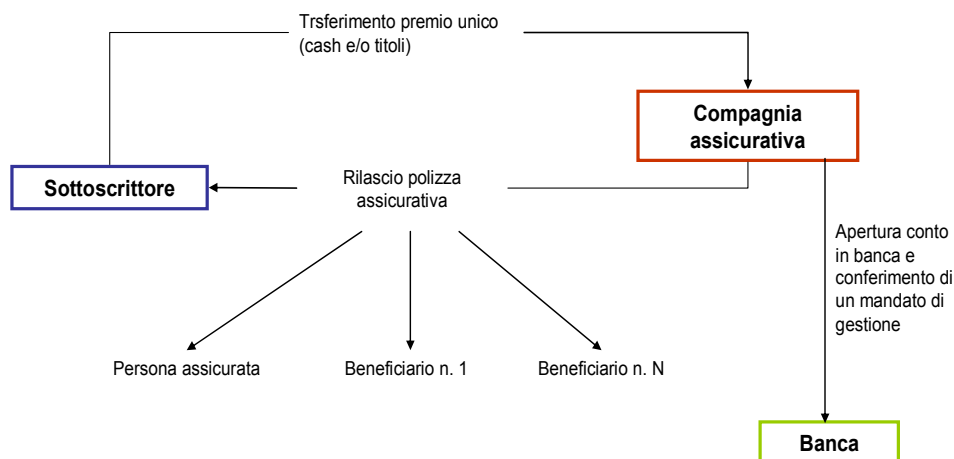 Trsferimento premio unico
(cash e/o titoli)
Compagnia
assicurativa
Sottoscrittore
Rilascio polizza
assicurativa
Apertura conto
in banca e
conferimento di
un mandato di
gestione
Persona assicurata
Beneficiario n. 1
Beneficiario n. N
Banca